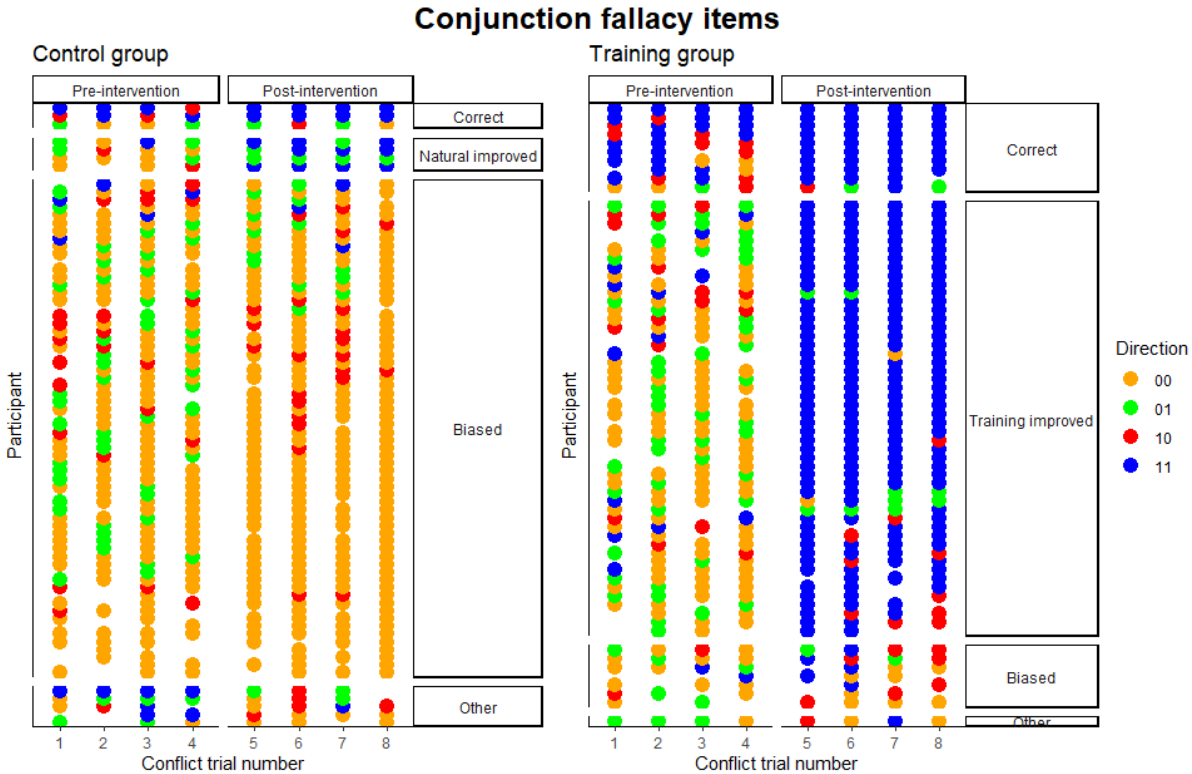 Conjunction fallacy items
Control group
Training group
Pre-intervention
Post-intervention
Pre-intervention
Post-intervention
Correct
Natural improved
Biased
Other
Correct
Training improved
Biased
Other
Participant
Participant
1 2 3 4 5 6 7 8
1 2 3 4 5 6 7 8
Conflict trial number
Conflict trial number
Direction
00
01
10
11